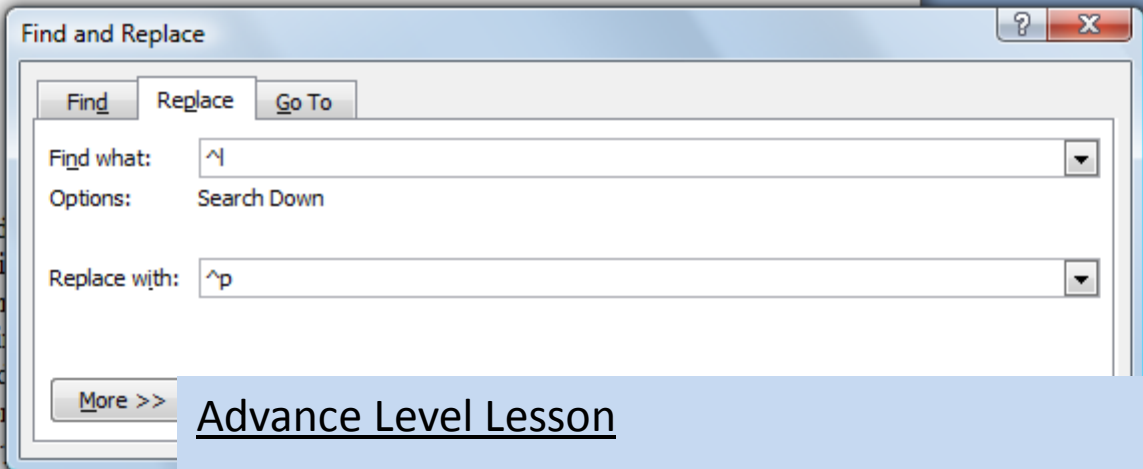 Find and Replace
Find Replace Go To
Find what: ^l
Options: Search Down
Replace with: ^p
More >>
Advance Level Lesson